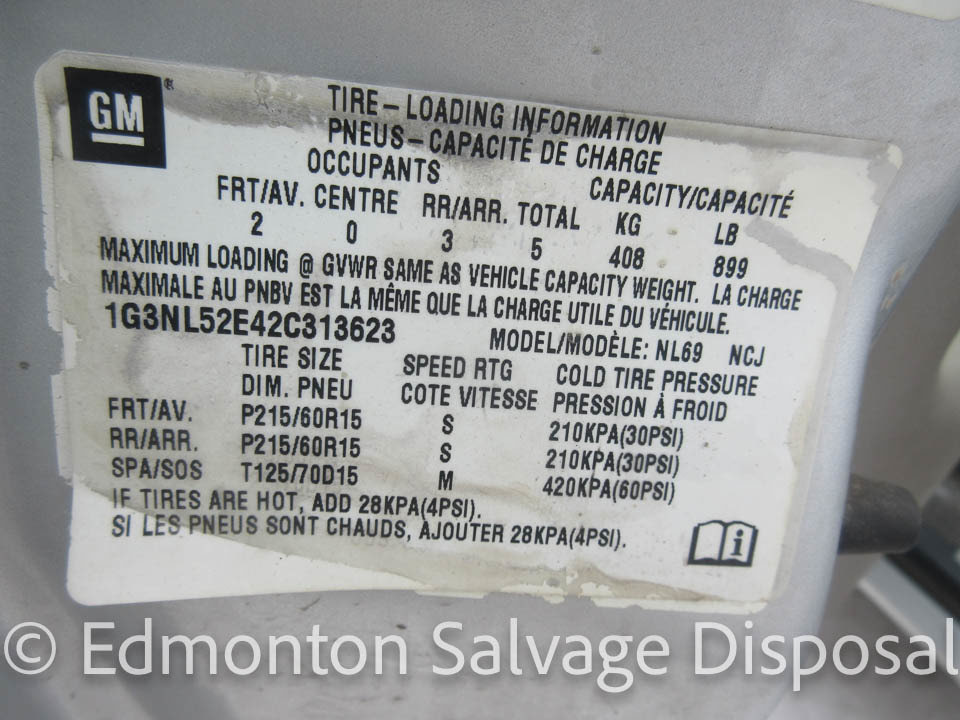 GM®
TIRE-LOADING INFORMATION
PNEUS-CAPACITÉ DE CHARGE
OCCUPANTS CAPACITY/CAPACITÉ
FRT/AV. CENTRE RR/ARR. TOTAL KG LB
2 0 3 5 408 899
MAXIMUM LOADING @ GVWR SAME AS VEHICLE CAPACITY WEIGHT. LA CHARGE
MAXIMALE AU PNBV EST LA MÊME QUE LA CHARGE UTILE DU VÉHICULE.
1G3NL52E42C313623 MODEL/MODÈLE: NL69 NCJ
TIRE SIZE SPEED RTG COLD TIRE PRESSURE
DIM. PNEU COTE VITESSE PRESSION À FROID
FRT/AV. P215/60R15 S 210KPA(30PSI)
RR/ARR. P215/60R15 S 210KPA(30PSI)
SPA/SOS T125/70D15 M 420KPA(60PSI)
IF TIRES ARE HOT, ADD 28KPA(4PSI).
SI LES PNEUS SONT CHAUDS, AJOUTER 28KPA(4PSI).
i
© Edmonton Salvage Disposal